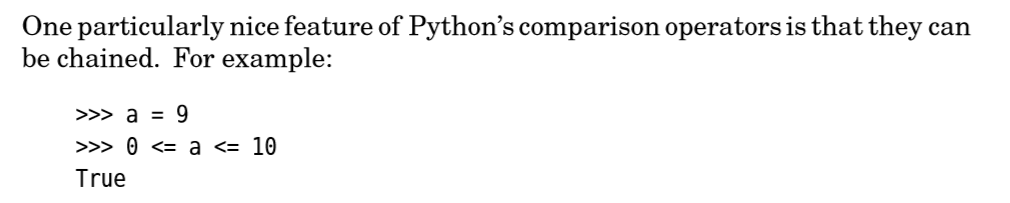 One particularly nice feature of Python’s comparison operators is that they can
be chained. For example:
>>> a = 9
>>> 0 <= a <= 10
True